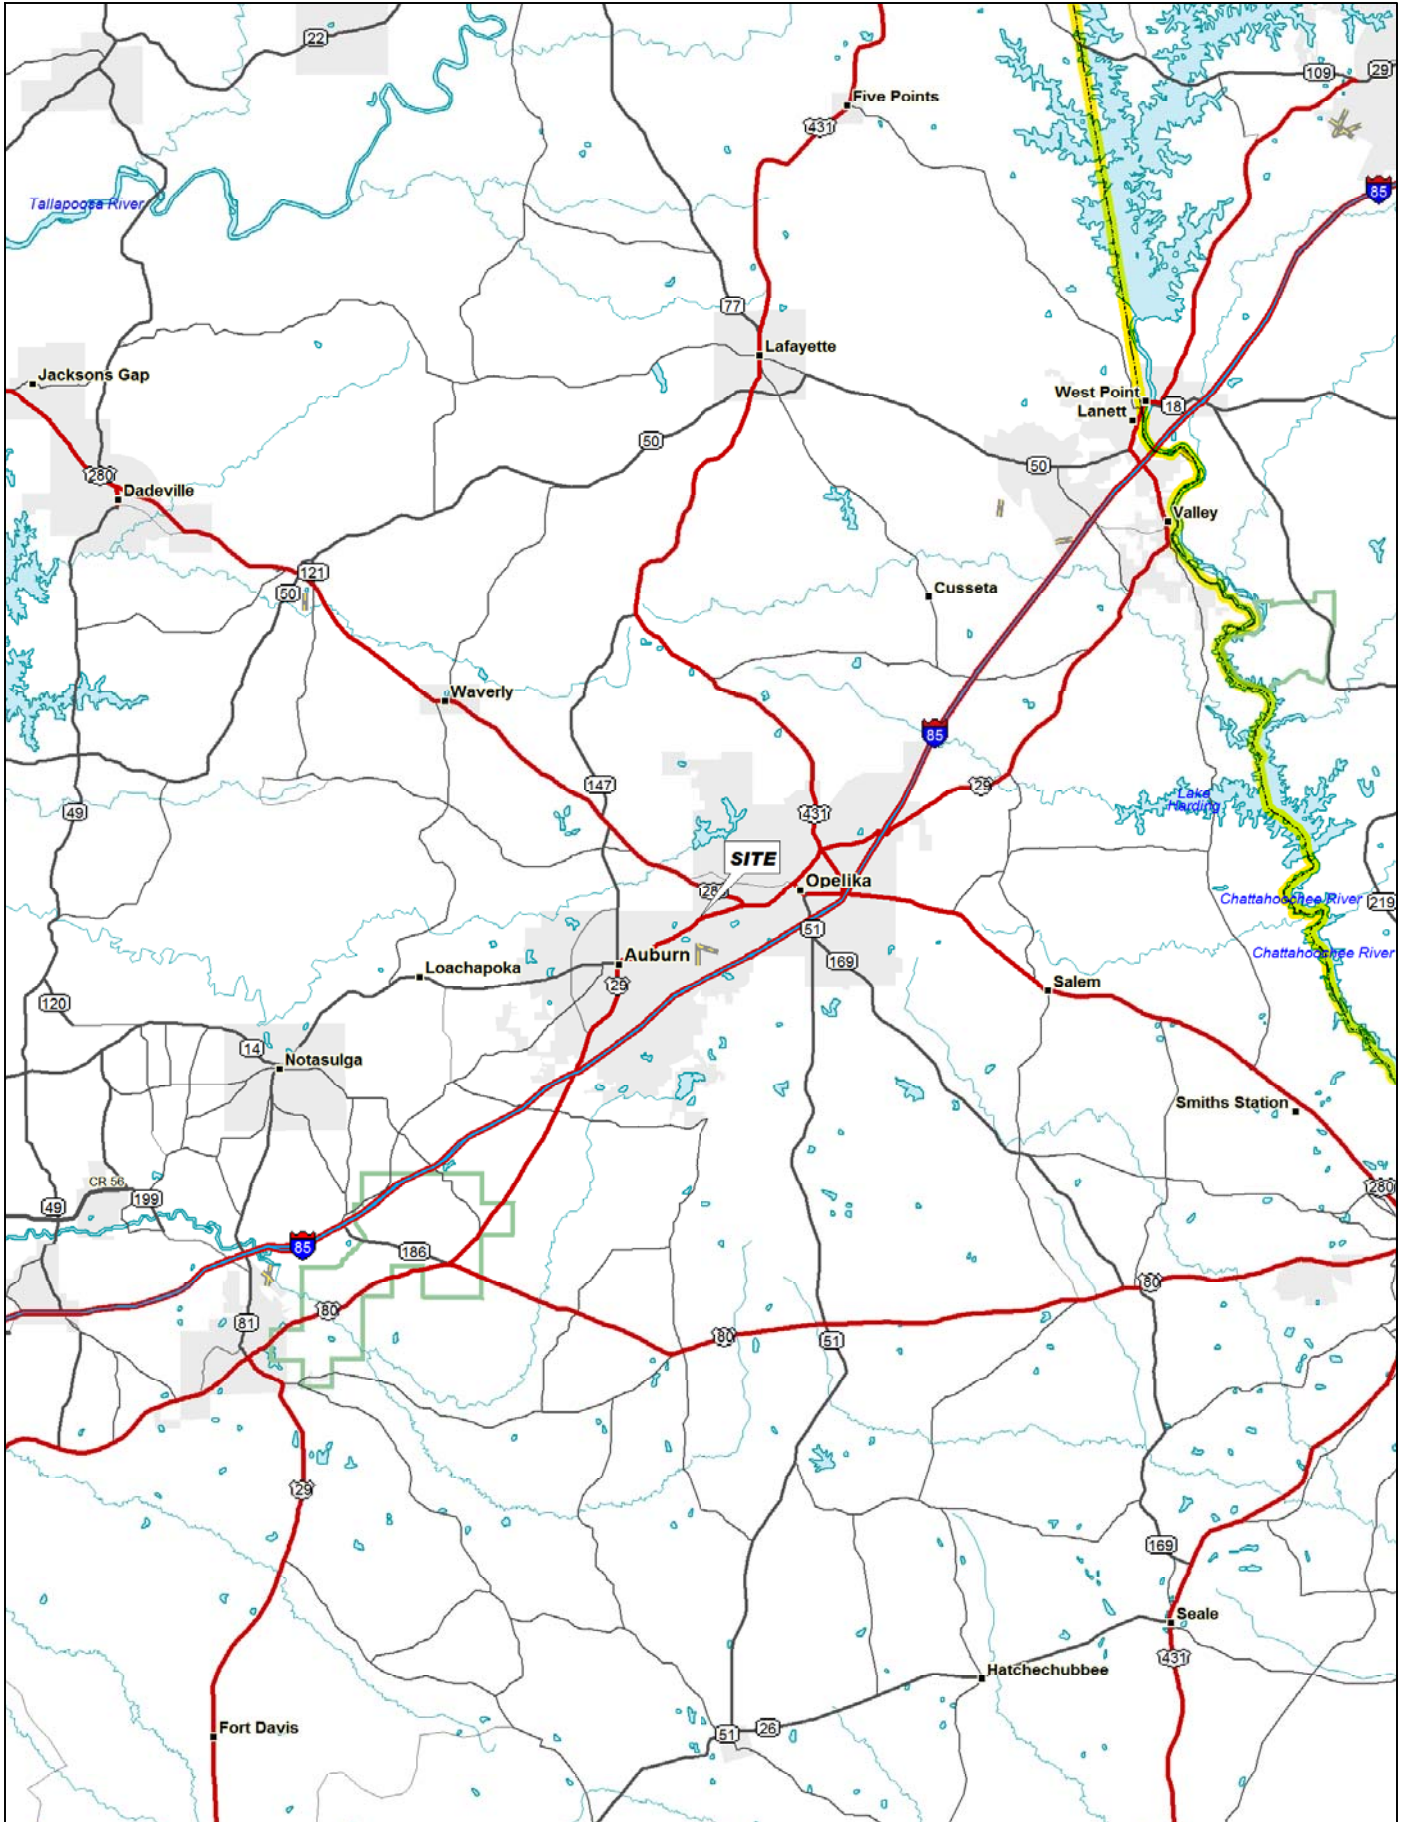 22
109
29
Five Points
431
85
Tallapoosa River
77
Lafayette
Jacksons Gap
West Point
18
Lanett
50
50
280
Dadeville
Valley
121
50
Cusseta
Waverly
85
147
29
Lake
Harding
49
431
SITE
Opelika
28
Chattahoochee River
219
51
Auburn
Chattahoochee River
169
Loachapoka
29
Salem
120
14
Notasulga
Smiths Station
CR 56
199
280
49
85
186
80
80
81
80
51
29
169
Seale
431
Hatchechubbee
Fort Davis
51
26